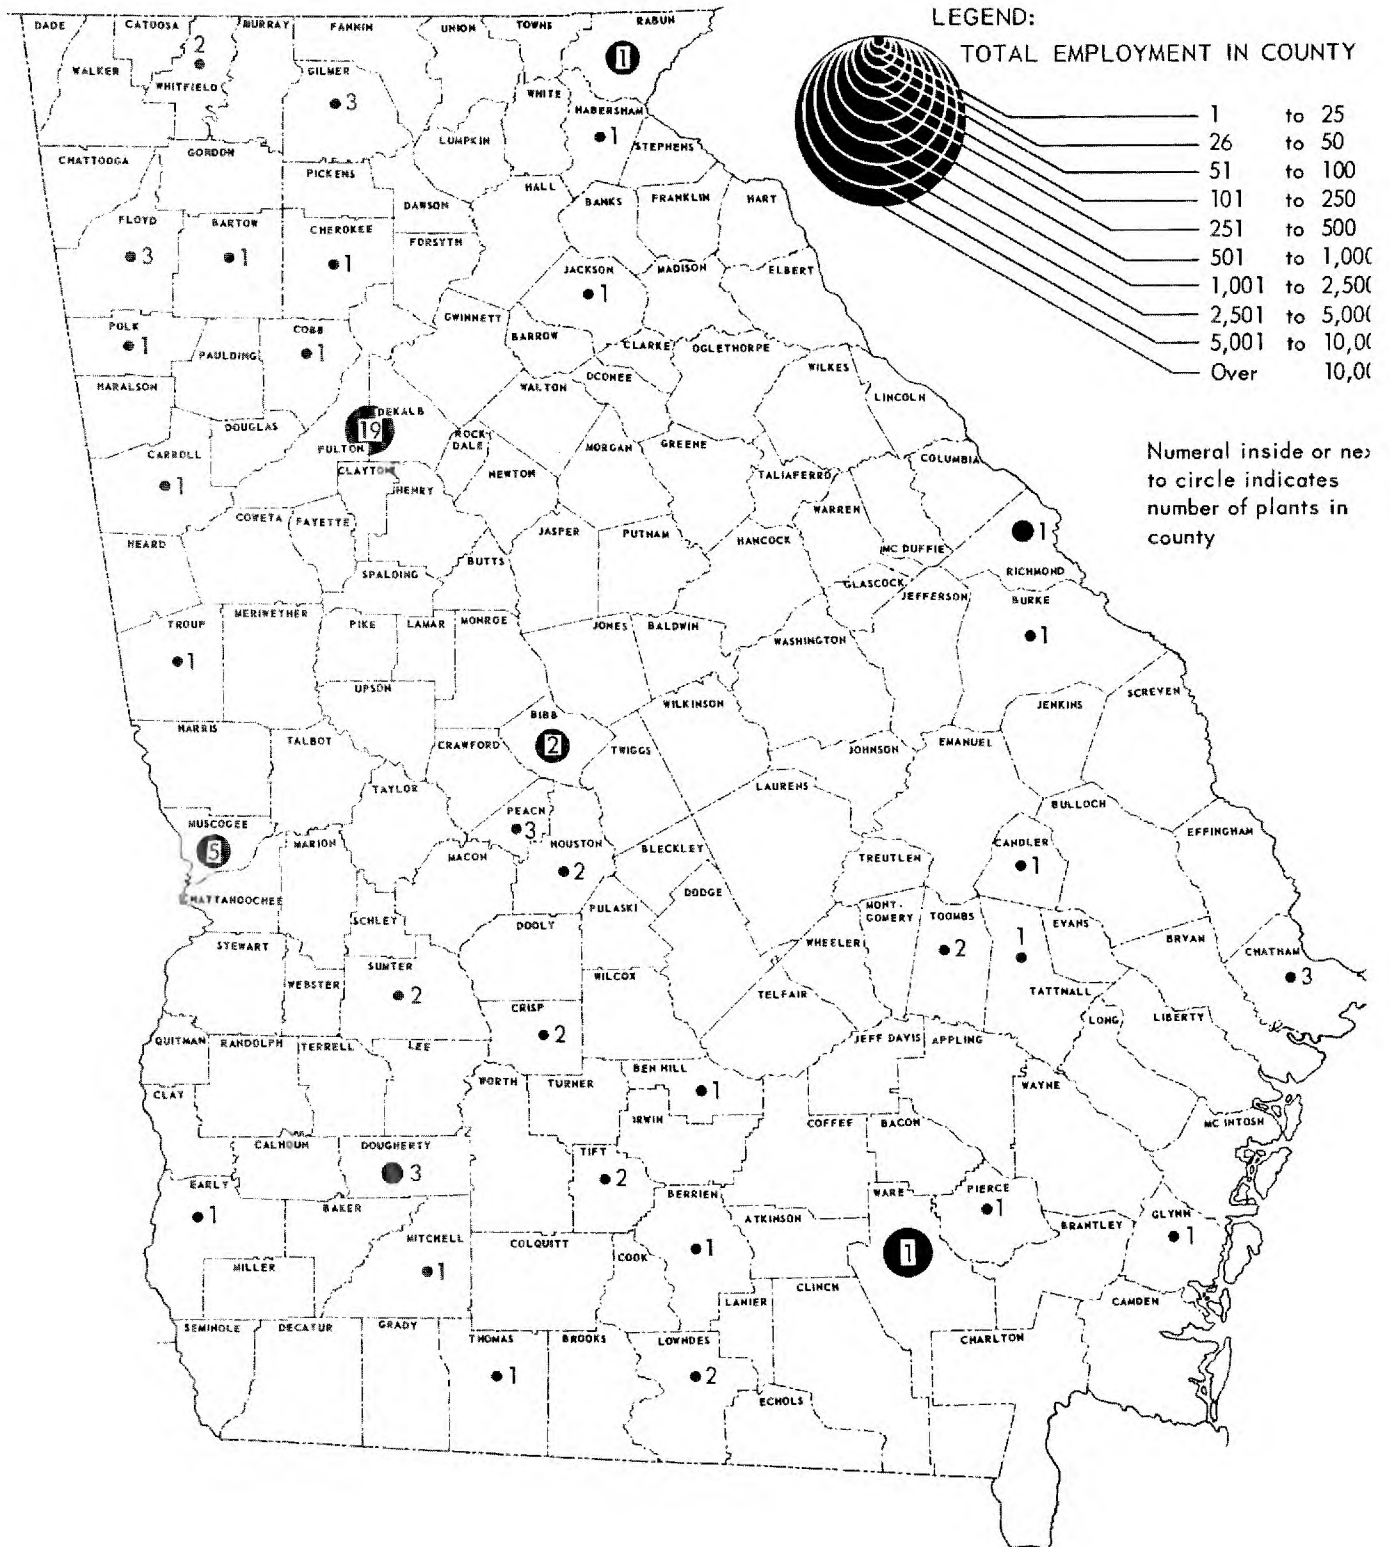 LEGEND:
TOTAL EMPLOYMENT IN COUNTY
1 to 25
26 to 50
51 to 100
101 to 250
251 to 500
501 to 1,000
1,001 to 2,500
2,501 to 5,000
5,001 to 10,00
Over 10,00
Numeral inside or nex
to circle indicates
number of plants in
county
DADE CATOOSA MURRAY FANNIN UNION TOWNS RABUN
2 1
WALKER WHITFIELD GILMER WHITE
3 HABERSHAM
1
LUMPKIN STEPHENS
CHATTOOGA GORDON
PICKENS HALL
DAWSON BANKS FRANKLIN HART
FLOYD BARTOW CHEROKEE
3 1 1 FORSYTH
JACKSON MADISON ELBERT
1
GWINNETT
POLK COBB BARROW CLARKE OGLETHORPE
1 PAULDING 1
HARALSON WALTON OCONEE WILKES
LINCOLN
DEKALB
DOUGLAS 19
FULTON ROCK-
DALE
CARROLL CLAYTON NEWTON MORGAN GREENE COLUMBIA
1 HENRY TALIAFERRO
COWETA FAYETTE WARREN
HEARD JASPER PUTNAM HANCOCK MC DUFFIE 1
SPALDING BUTTS RICHMOND
GLASCOCK
JEFFERSON BURKE
MERIWETHER 1
TROUP PIKE LAMAR MONROE JONES BALDWIN WASHINGTON
1
UPSON SCREVEN
WILKINSON JENKINS
HARRIS BIBB
TALBOT CRAWFORD 2 TWIGGS JOHNSON EMANUEL
TAYLOR LAURENS
PEACH BULLOCH
MUSCOGEE 3 EFFINGHAM
5 MARION HOUSTON CANDLER
MACON 2 BLECKLEY TREUTLEN 1
CHATTAHOOCHEE DODGE
SCHLEY PULASKI MONT-
GOMERY TOOMBS
DOOLY 2 1 EVANS
STEWART WHEELER BRYAN CHATHAM
SUMTER 3
WEBSTER 2 WILCOX TELFAIR TATTNALL
CRISP
2 LONG LIBERTY
QUITMAN RANDOLPH TERRELL LEE JEFF DAVIS APPLING
BEN HILL
WORTH TURNER 1 WAYNE
CLAY
IRWIN COFFEE BACON MC INTOSH
CALHOUN DOUGHERTY
3 TIFT
EARLY 2 BERRIEN WARE PIERCE
1 BAKER ATKINSON 1 GLYNN
BRANTLEY 1
MITCHELL COLQUITT COOK 1 1
MILLER 1 CLINCH
LANIER CAMDEN
SEMINOLE DECATUR GRADY
THOMAS BROOKS LOWNDES CHARLTON
1 2
ECHOLS